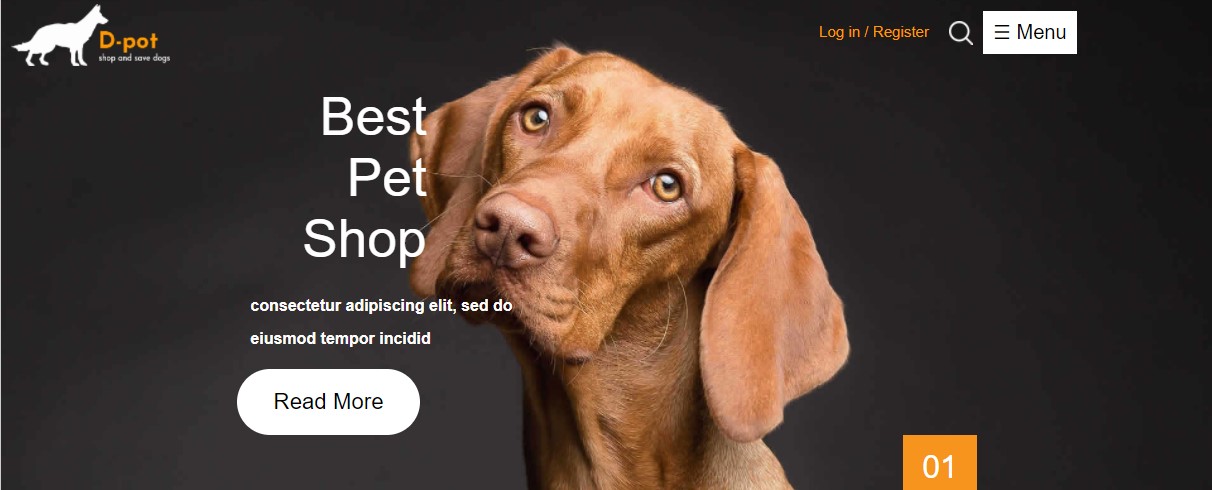 D-pot
shop and save dogs
Log in / Register
☰ Menu
Best
Pet
Shop
consectetur adipiscing elit, sed do
eiusmod tempor incidid
Read More
01